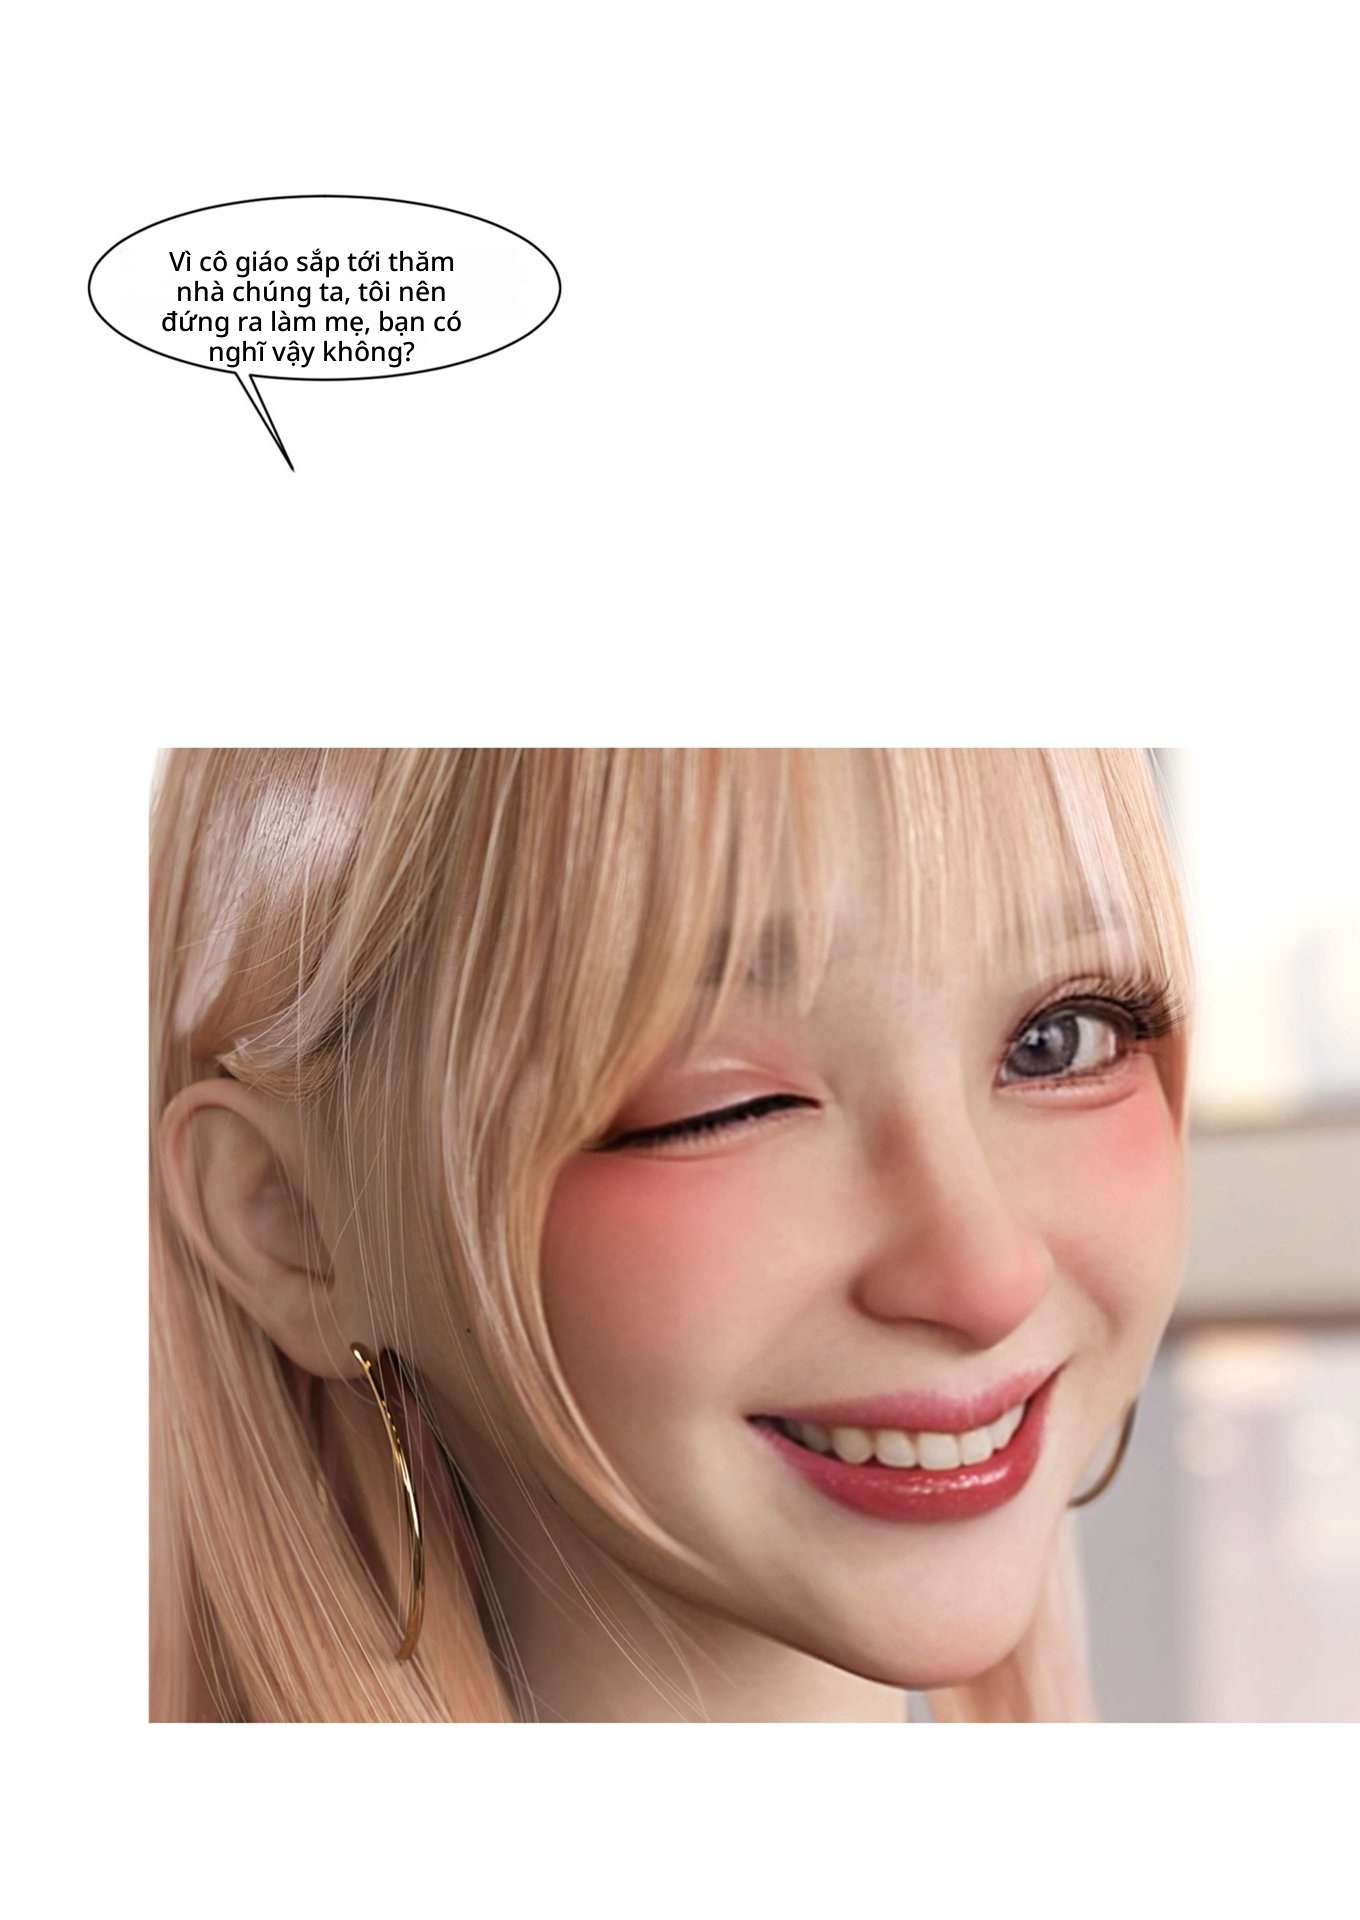 Vì cô giáo sắp tới thăm
nhà chúng ta, tôi nên
đứng ra làm mẹ, bạn có
nghĩ vậy không?